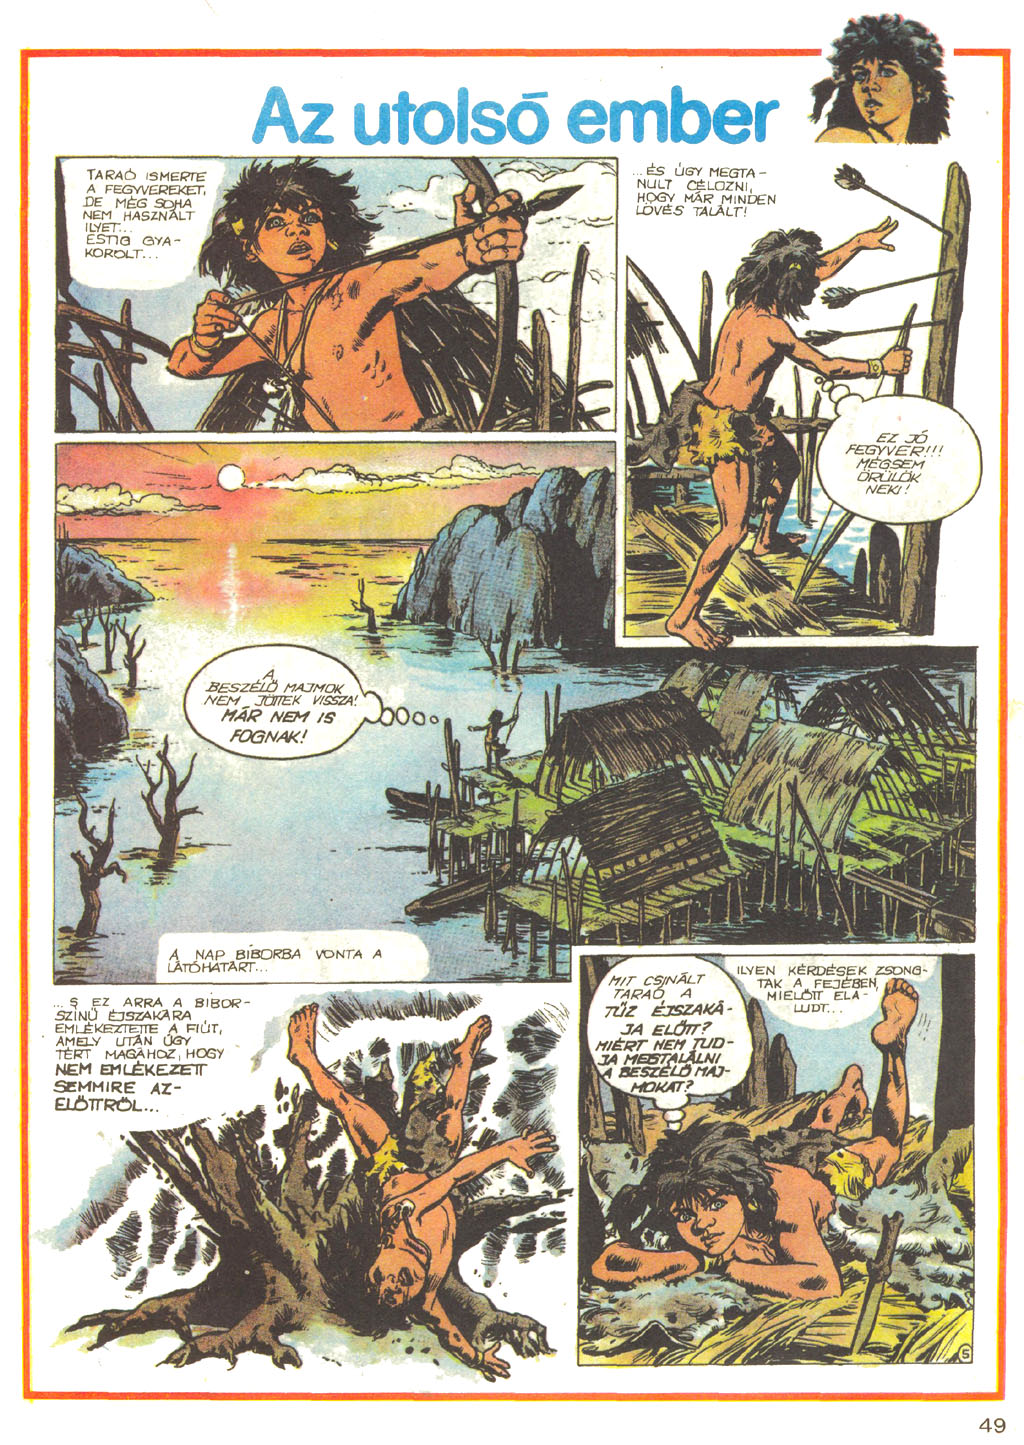 Az utolsó ember
TARAÓ ISMERTE
A FEGYVEREKET,
DE MÉG SOHA
NEM HASZNÁLT
ILYET...
ESTIG GYA-
KOROLT...
...ÉS ÚGY MEGTA-
NULT CÉLOZNI,
HOGY MÁR MINDEN
LÖVÉS TALÁLT!
EZ JÓ
FEGYVER!!!
MÉGSEM
ÖRÜLÖK
NEKI!
A
BESZÉLŐ MAJMOK
NEM JÖTTEK VISSZA!
MÁR NEM IS
FOGNAK!
A NAP BÍBORBA VONTA A
LÁTÓHATÁRT...
...S EZ ARRA A BÍBOR-
SZÍNŰ ÉJSZAKÁRA
EMLÉKEZTETTE A FIÚT,
AMELY UTÁN ÚGY
TÉRT MAGÁHOZ, HOGY
NEM EMLÉKEZETT
SEMMIRE AZ-
ELŐTTRŐL...
MIT CSINÁLT
TARAÓ A
TŰZ ÉJSZAKÁ-
JA ELŐTT?
MIÉRT NEM TUD-
JA MEGTALÁLNI
A BESZÉLŐ MAJ-
MOKAT?
ILYEN KÉRDÉSEK ZSONG-
TAK A FEJÉBEN,
MIELŐTT ELA-
LUDT...
5
49